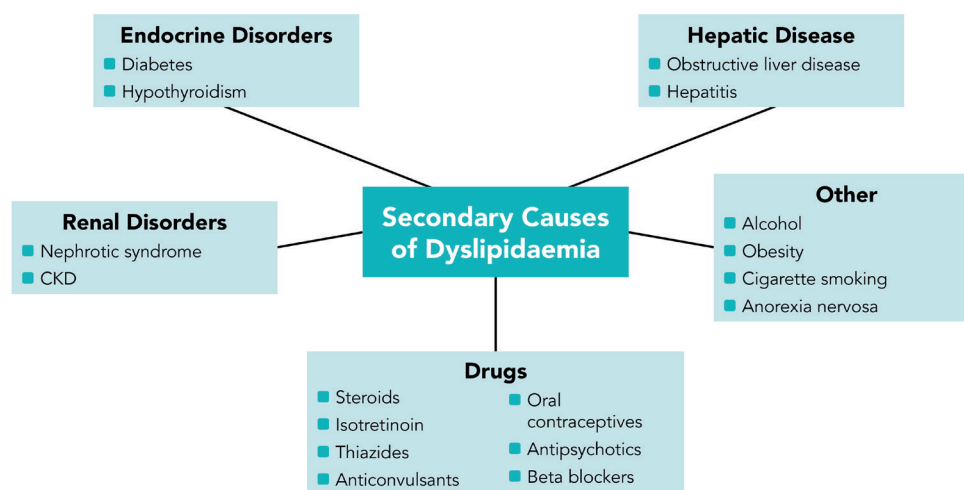 Endocrine Disorders
Diabetes
Hypothyroidism
Hepatic Disease
Obstructive liver disease
Hepatitis
Secondary Causes
of Dyslipidaemia
Renal Disorders
Nephrotic syndrome
CKD
Other
Alcohol
Obesity
Cigarette smoking
Anorexia nervosa
Drugs
Steroids
Isotretinoin
Thiazides
Anticonvulsants
Oral
contraceptives
Antipsychotics
Beta blockers